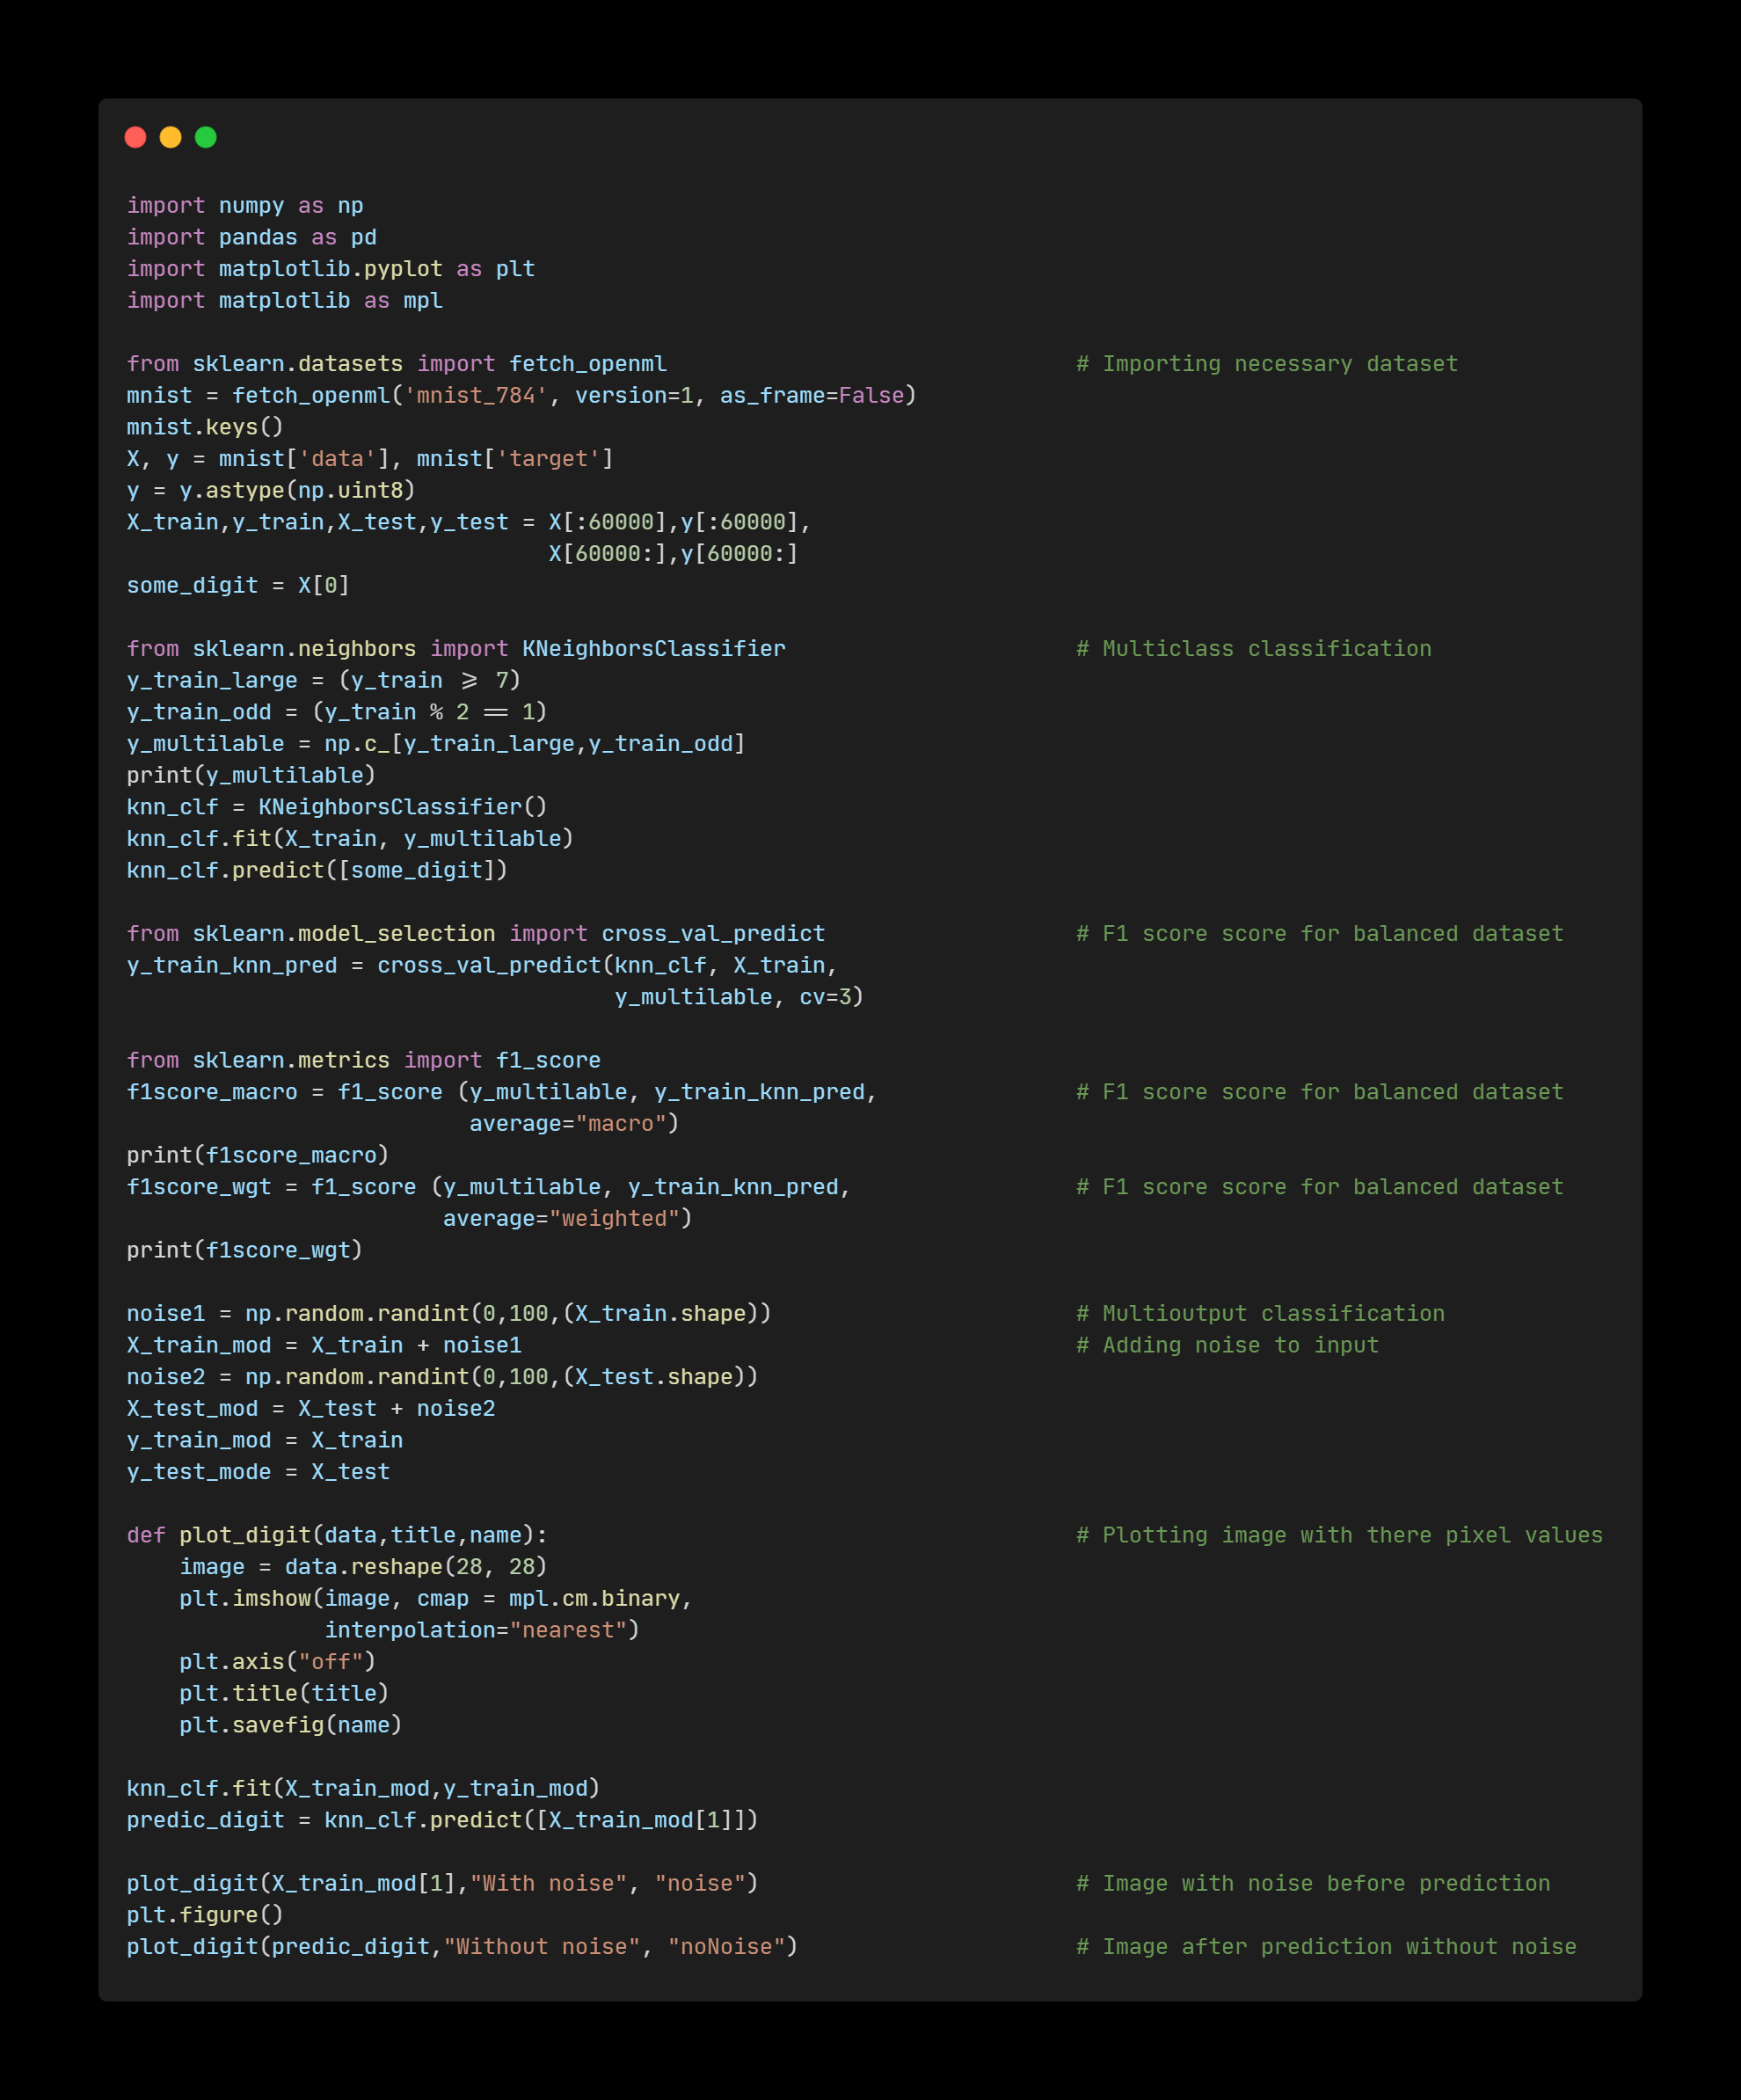 import numpy as np
import pandas as pd
import matplotlib.pyplot as plt
import matplotlib as mpl

from sklearn.datasets import fetch_openml                               # Importing necessary dataset
mnist = fetch_openml('mnist_784', version=1, as_frame=False)
mnist.keys()
X, y = mnist['data'], mnist['target']
y = y.astype(np.uint8)
X_train,y_train,X_test,y_test = X[:60000],y[:60000],
                                X[60000:],y[60000:]
some_digit = X[0]

from sklearn.neighbors import KNeighborsClassifier                      # Multiclass classification
y_train_large = (y_train >= 7)
y_train_odd = (y_train % 2 == 1)
y_multilable = np.c_[y_train_large,y_train_odd]
print(y_multilable)
knn_clf = KNeighborsClassifier()
knn_clf.fit(X_train, y_multilable)
knn_clf.predict([some_digit])

from sklearn.model_selection import cross_val_predict                   # F1 score score for balanced dataset
y_train_knn_pred = cross_val_predict(knn_clf, X_train,
                                     y_multilable, cv=3)

from sklearn.metrics import f1_score
f1score_macro = f1_score (y_multilable, y_train_knn_pred,               # F1 score score for balanced dataset
                          average="macro")
print(f1score_macro)
f1score_wgt = f1_score (y_multilable, y_train_knn_pred,                 # F1 score score for balanced dataset
                        average="weighted")
print(f1score_wgt)

noise1 = np.random.randint(0,100,(X_train.shape))                       # Multioutput classification
X_train_mod = X_train + noise1                                          # Adding noise to input
noise2 = np.random.randint(0,100,(X_test.shape))
X_test_mod = X_test + noise2
y_train_mod = X_train
y_test_mode = X_test

def plot_digit(data,title,name):                                        # Plotting image with there pixel values
    image = data.reshape(28, 28)
    plt.imshow(image, cmap = mpl.cm.binary,
               interpolation="nearest")
    plt.axis("off")
    plt.title(title)
    plt.savefig(name)

knn_clf.fit(X_train_mod,y_train_mod)
predic_digit = knn_clf.predict([X_train_mod[1]])

plot_digit(X_train_mod[1],"With noise", "noise")                        # Image with noise before prediction
plt.figure()
plot_digit(predic_digit,"Without noise", "noNoise")                     # Image after prediction without noise